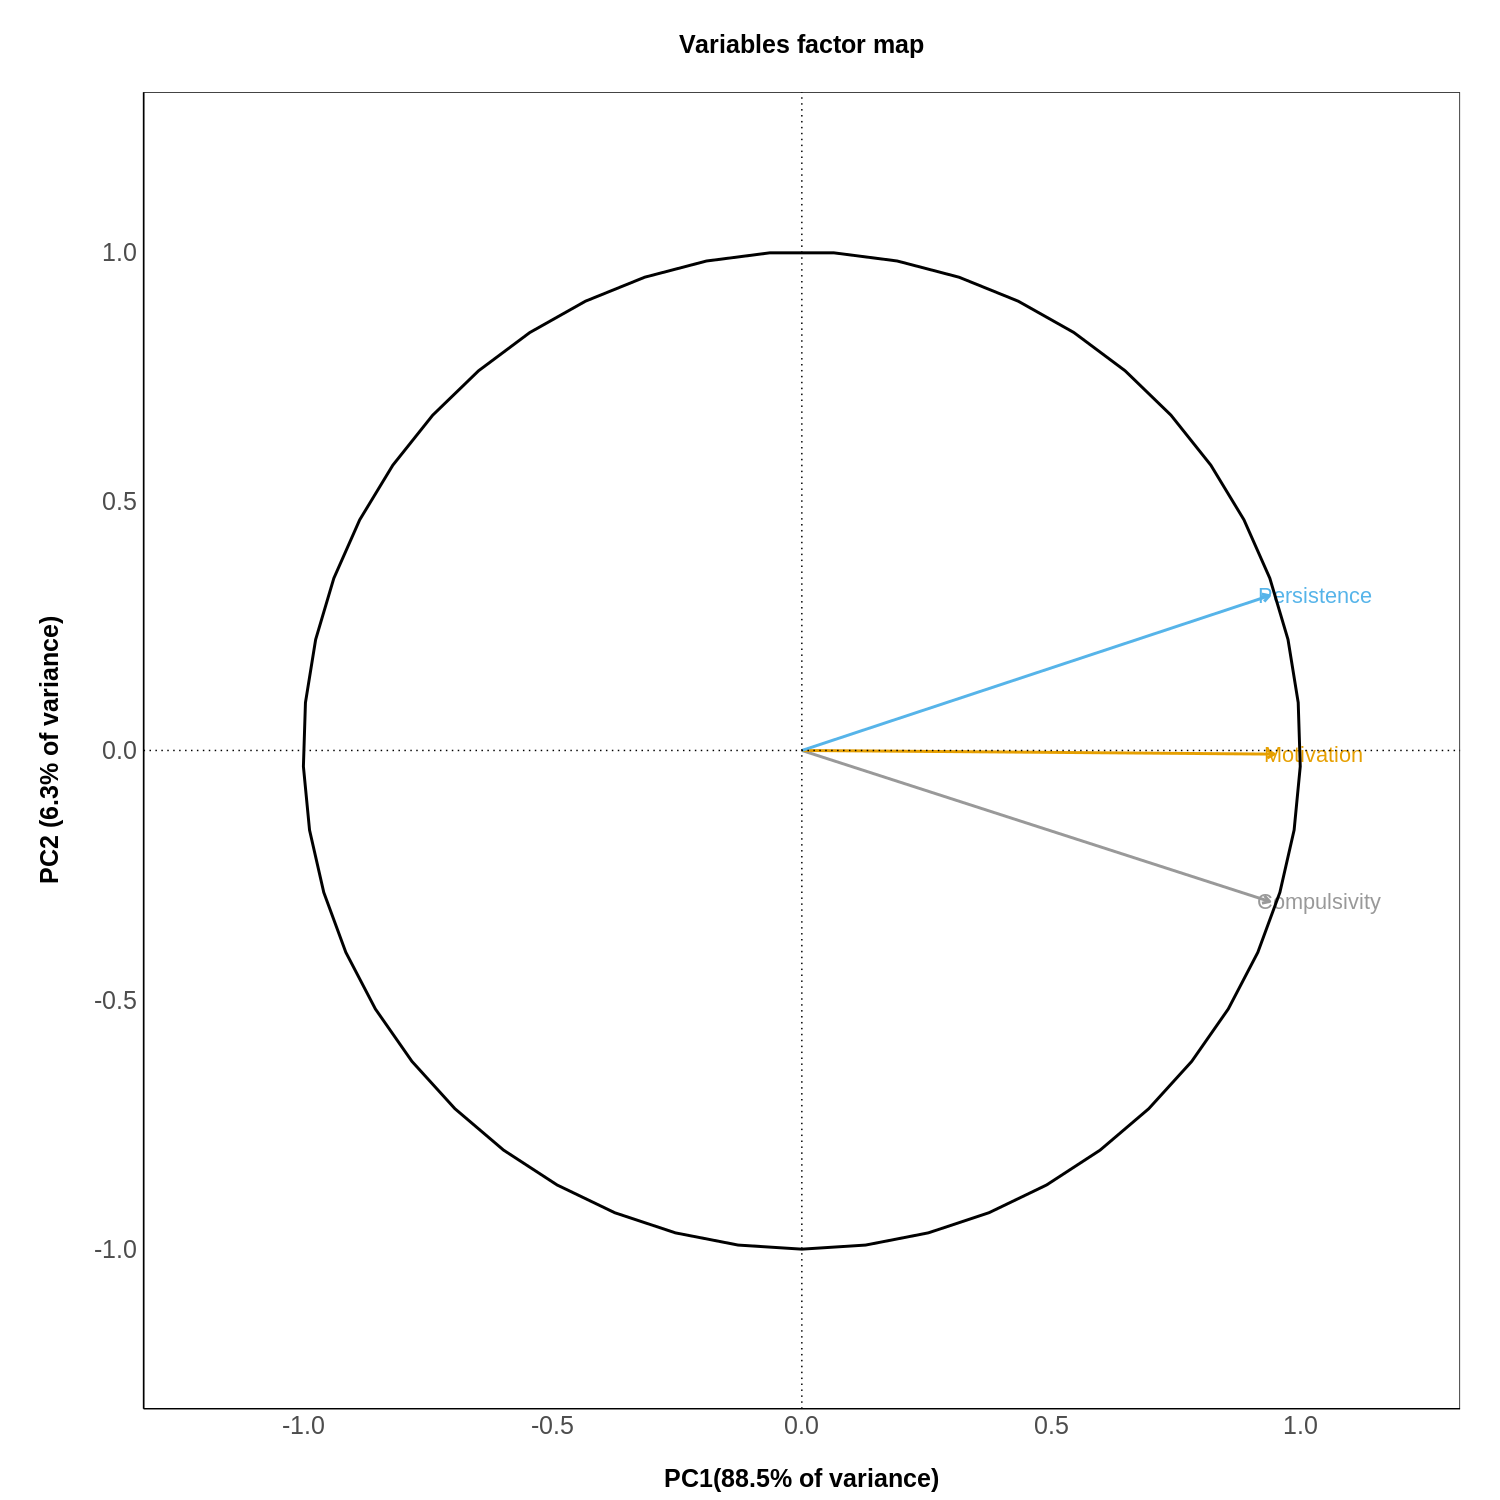 Variables factor map
1.0
0.5
0.0
-0.5
-1.0
PC2 (6.3% of variance)
Persistence
Motivation
Compulsivity
-1.0 -0.5 0.0 0.5 1.0
PC1(88.5% of variance)